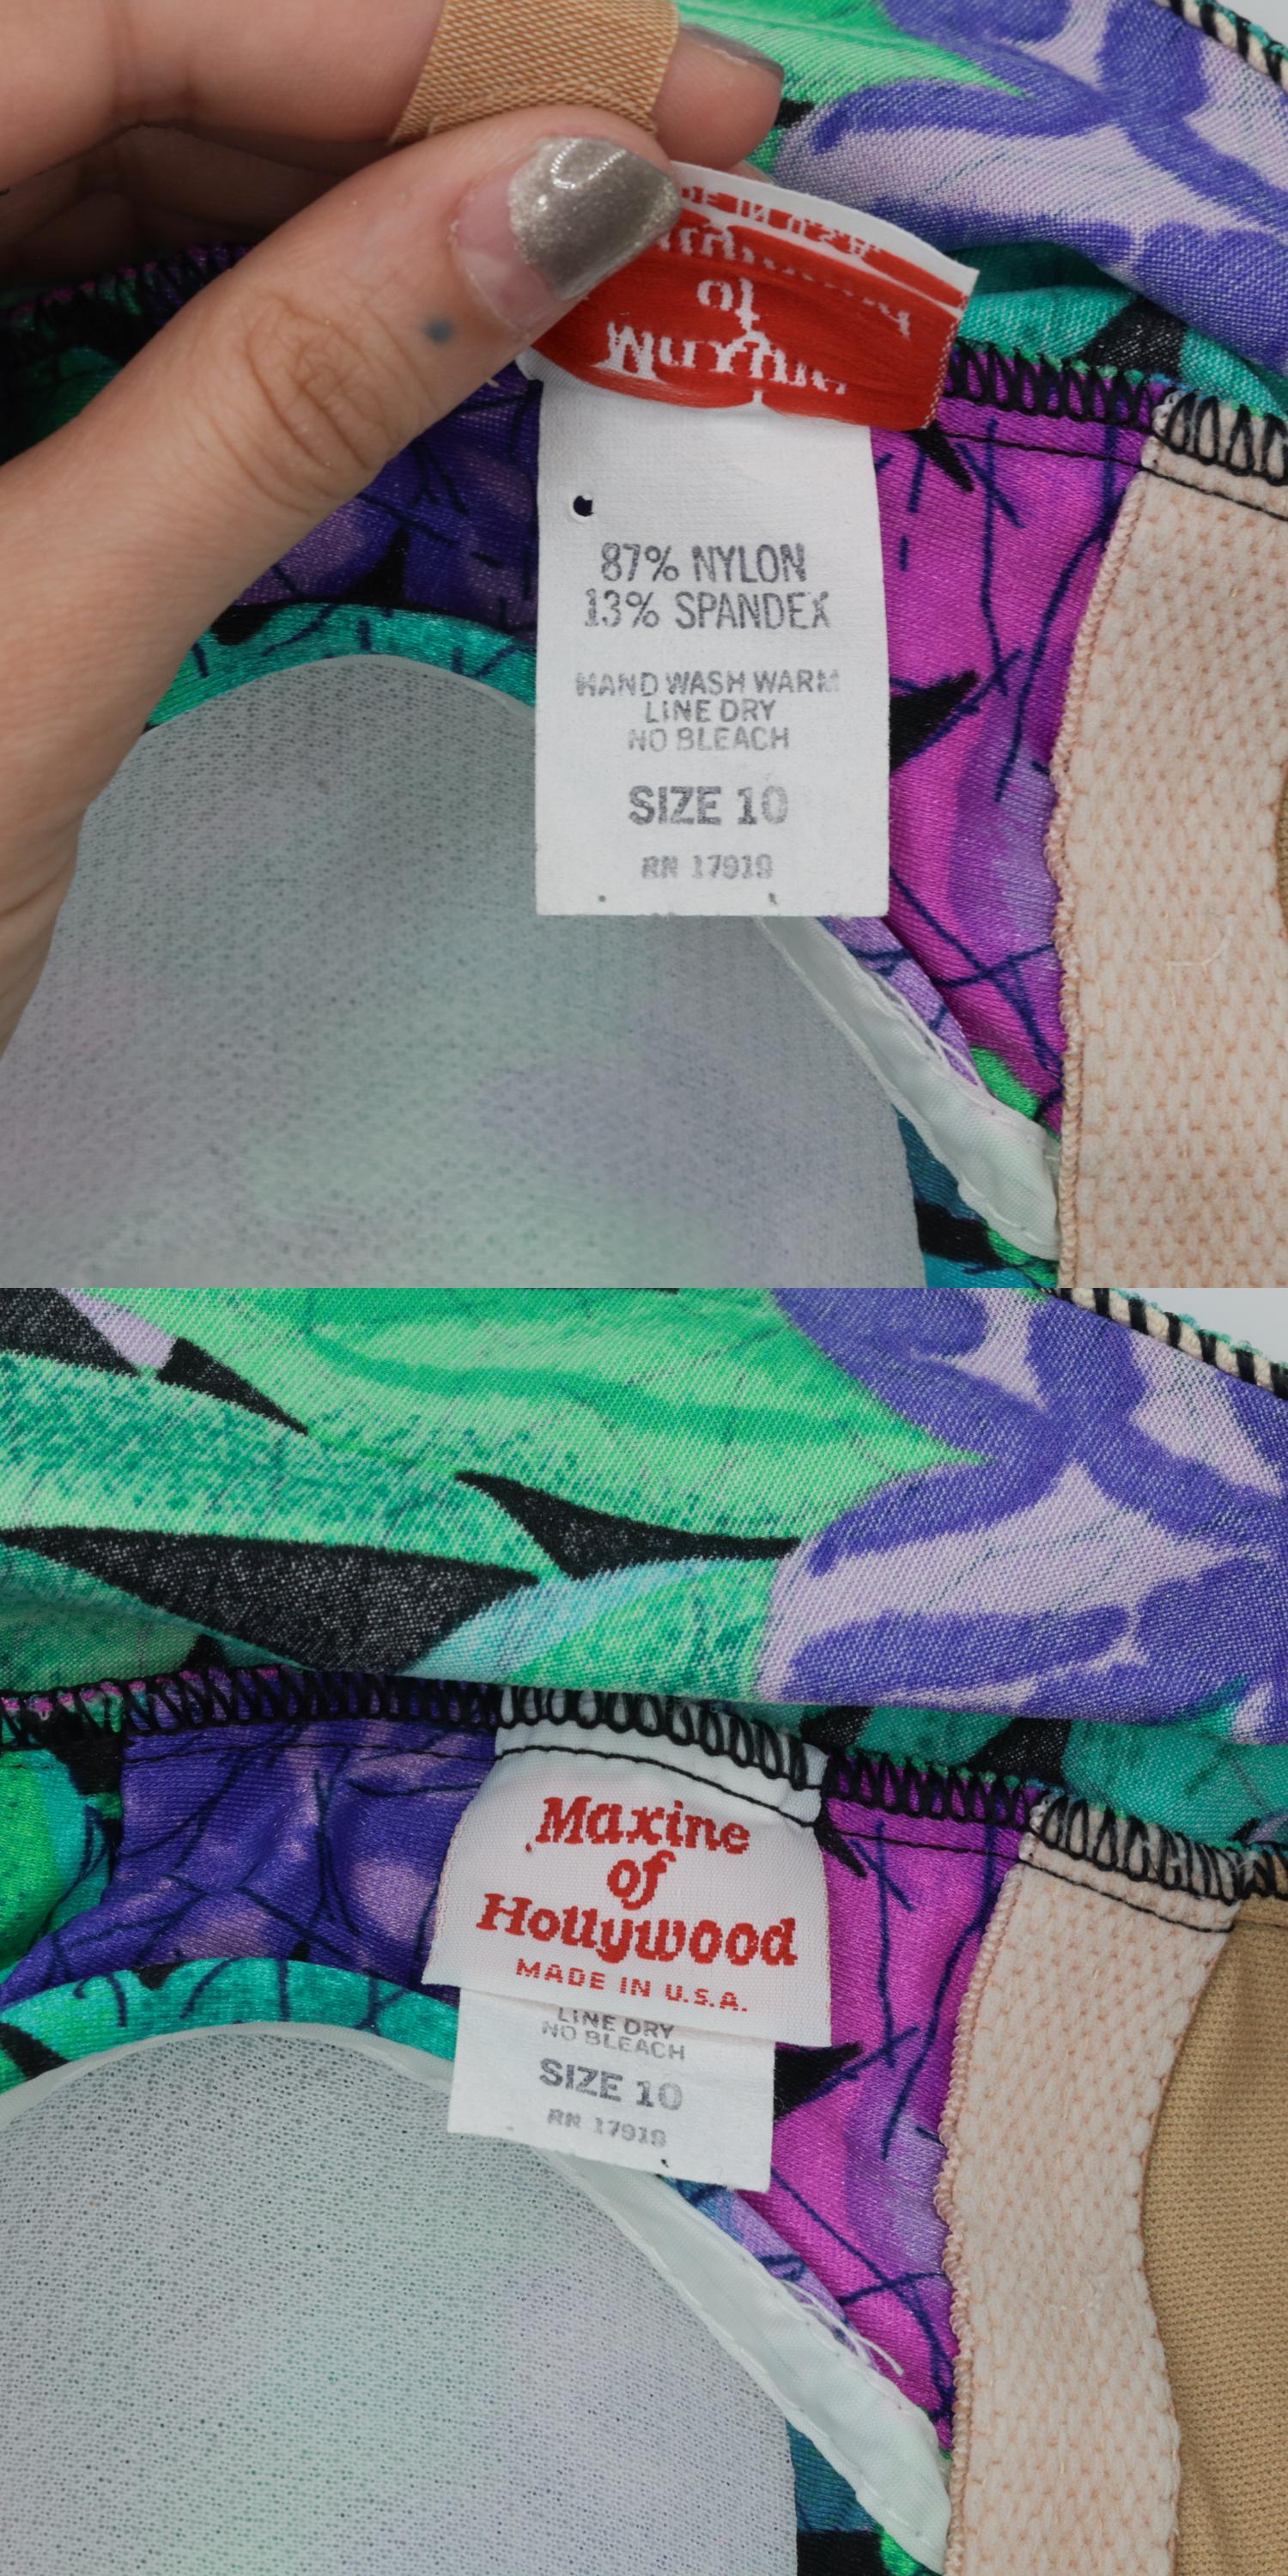 87% NYLON
13% SPANDEX
HAND WASH WARM
LINE DRY
NO BLEACH
SIZE 10
RN 17919
Maxine
of
Hollywood
MADE IN U.S.A.
LINE DRY
NO BLEACH
SIZE 10
RN 17919